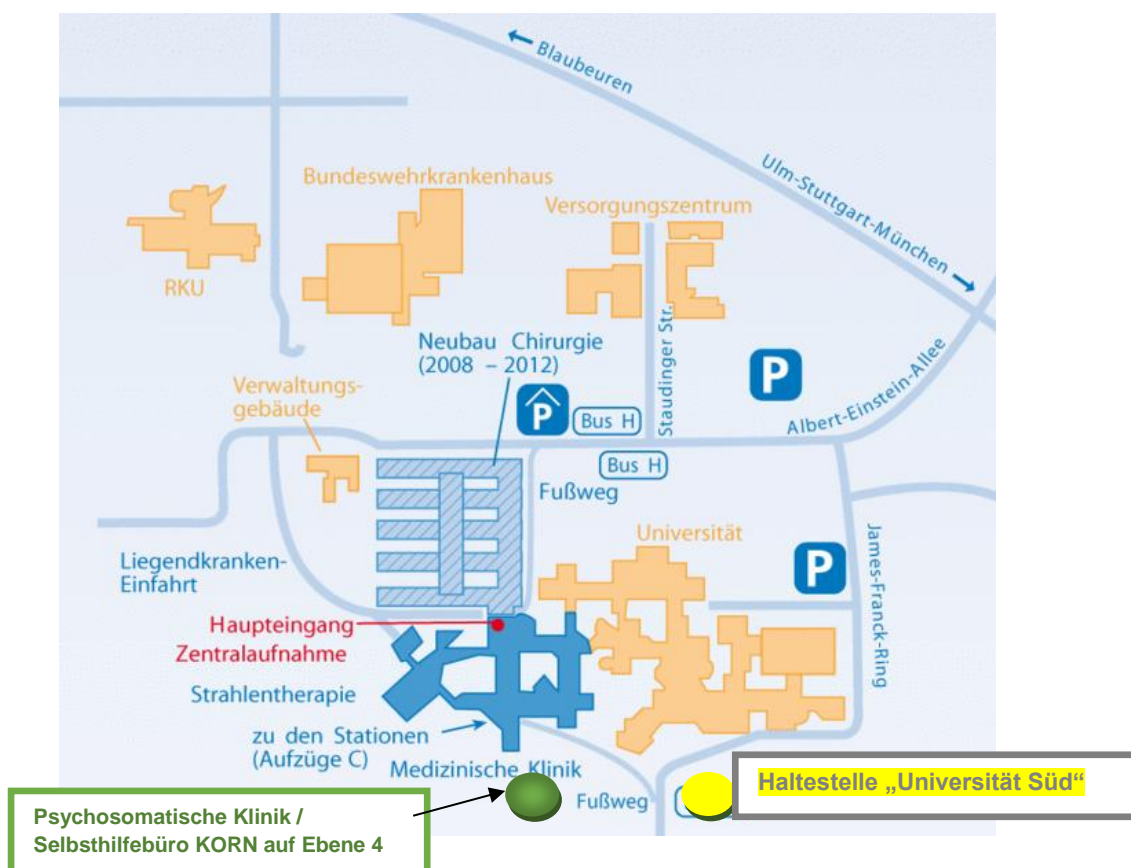 Blaubeuren
Ulm-Stuttgart-München
Bundeswehrkrankenhaus
Versorgungszentrum
RKU
Staudinger Str.
Neubau Chirurgie
(2008 – 2012)
P
Albert-Einstein-Allee
Verwaltungs-
gebäude
P
Bus H
Bus H
Fußweg
Universität
Liegendkranken-
Einfahrt
P
James-Franck-Ring
Haupteingang
Zentralaufnahme
Strahlentherapie
zu den Stationen
(Aufzüge C)
Medizinische Klinik
Fußweg
Haltestelle „Universität Süd“
Psychosomatische Klinik /
Selbsthilfebüro KORN auf Ebene 4